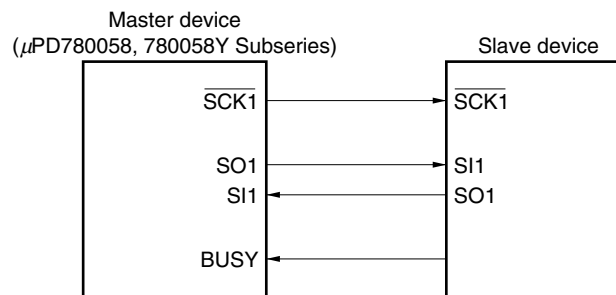 Master device
(μPD780058, 780058Y Subseries)
Slave device
SCK1
SCK1
SO1
SI1
SI1
SO1
BUSY